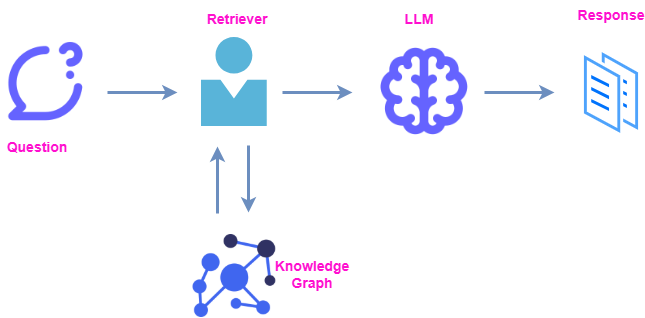 Retriever
LLM
Response
Question
Knowledge
Graph